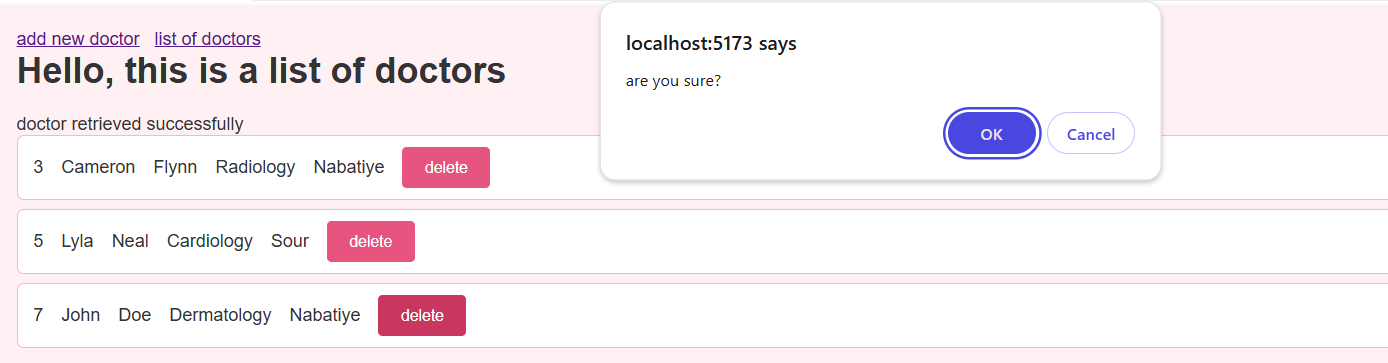 add new doctor list of doctors
Hello, this is a list of doctors
doctor retrieved successfully
3 Cameron Flynn Radiology Nabatiye delete
5 Lyla Neal Cardiology Sour delete
7 John Doe Dermatology Nabatiye delete
localhost:5173 says
are you sure?
OK Cancel